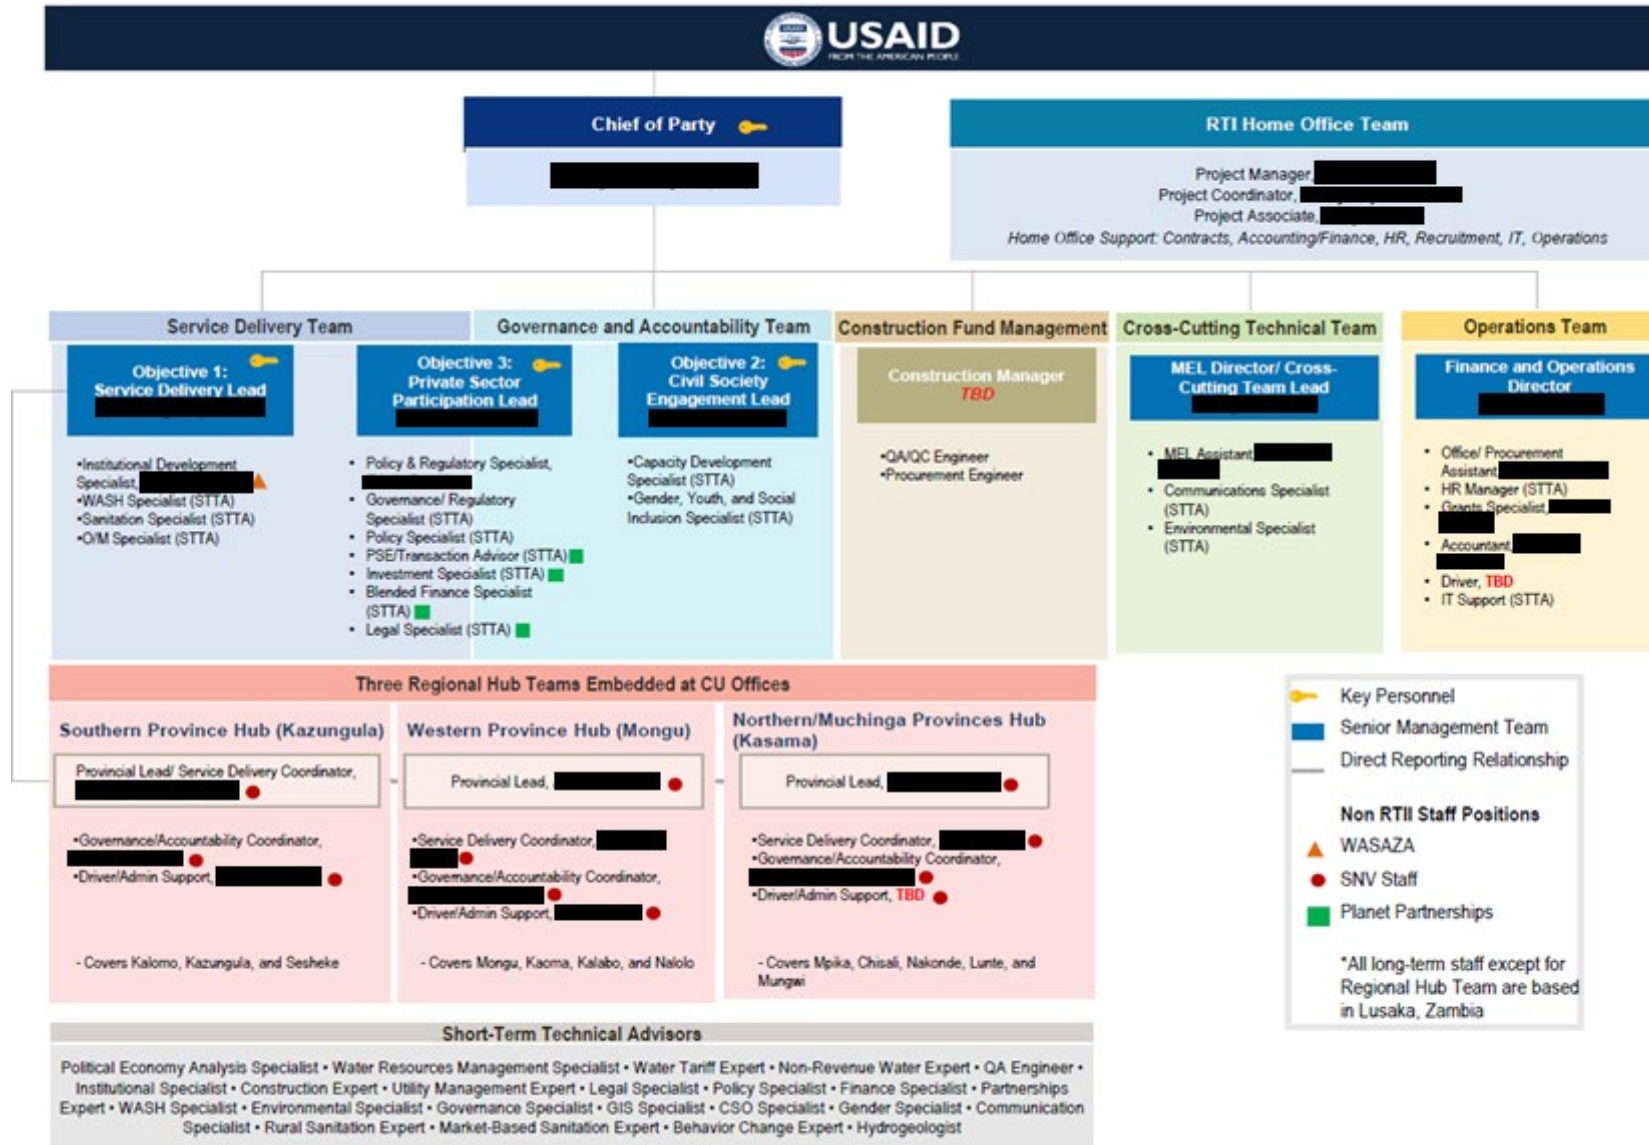 USAID
FROM THE AMERICAN PEOPLE
Chief of Party
RTI Home Office Team
Project Manager,
Project Coordinator,
Project Associate,
Home Office Support: Contracts, Accounting/Finance, HR, Recruitment, IT, Operations
Service Delivery Team
Objective 1:
Service Delivery Lead
•Institutional Development
Specialist,
•WASH Specialist (STTA)
•Sanitation Specialist (STTA)
•O/M Specialist (STTA)
Objective 3:
Private Sector
Participation Lead
• Policy & Regulatory Specialist,
• Governance/ Regulatory
Specialist (STTA)
• Policy Specialist (STTA)
• PSE/Transaction Advisor (STTA)
• Investment Specialist (STTA)
• Blended Finance Specialist
(STTA)
• Legal Specialist (STTA)
Governance and Accountability Team
Objective 2:
Civil Society
Engagement Lead
•Capacity Development
Specialist (STTA)
•Gender, Youth, and Social
Inclusion Specialist (STTA)
Construction Fund Management
Construction Manager
TBD
•QA/QC Engineer
•Procurement Engineer
Cross-Cutting Technical Team
MEL Director/ Cross-
Cutting Team Lead
• MEL Assistant,
• Communications Specialist
(STTA)
• Environmental Specialist
(STTA)
Operations Team
Finance and Operations
Director
• Office/ Procurement
Assistant,
• HR Manager (STTA)
• Grants Specialist,
• Accountant,
• Driver, TBD
• IT Support (STTA)
Three Regional Hub Teams Embedded at CU Offices
Southern Province Hub (Kazungula)
Provincial Lead/ Service Delivery Coordinator,
•Governance/Accountability Coordinator,
•Driver/Admin Support,
- Covers Kalomo, Kazungula, and Sesheke
Western Province Hub (Mongu)
Provincial Lead,
•Service Delivery Coordinator,
•Governance/Accountability Coordinator,
•Driver/Admin Support,
- Covers Mongu, Kaoma, Kalabo, and Nalolo
Northern/Muchinga Provinces Hub
(Kasama)
Provincial Lead,
•Service Delivery Coordinator,
•Governance/Accountability Coordinator,
•Driver/Admin Support, TBD
- Covers Mpika, Chisali, Nakonde, Lunte, and
Mungwi
Key Personnel
Senior Management Team
Direct Reporting Relationship
Non RTII Staff Positions
WASAZA
SNV Staff
Planet Partnerships
*All long-term staff except for
Regional Hub Team are based
in Lusaka, Zambia
Short-Term Technical Advisors
Political Economy Analysis Specialist • Water Resources Management Specialist • Water Tariff Expert • Non-Revenue Water Expert • QA Engineer •
Institutional Specialist • Construction Expert • Utility Management Expert • Legal Specialist • Policy Specialist • Finance Specialist • Partnerships
Expert • WASH Specialist • Environmental Specialist • Governance Specialist • GIS Specialist • CSO Specialist • Gender Specialist • Communication
Specialist • Rural Sanitation Expert • Market-Based Sanitation Expert • Behavior Change Expert • Hydrogeologist